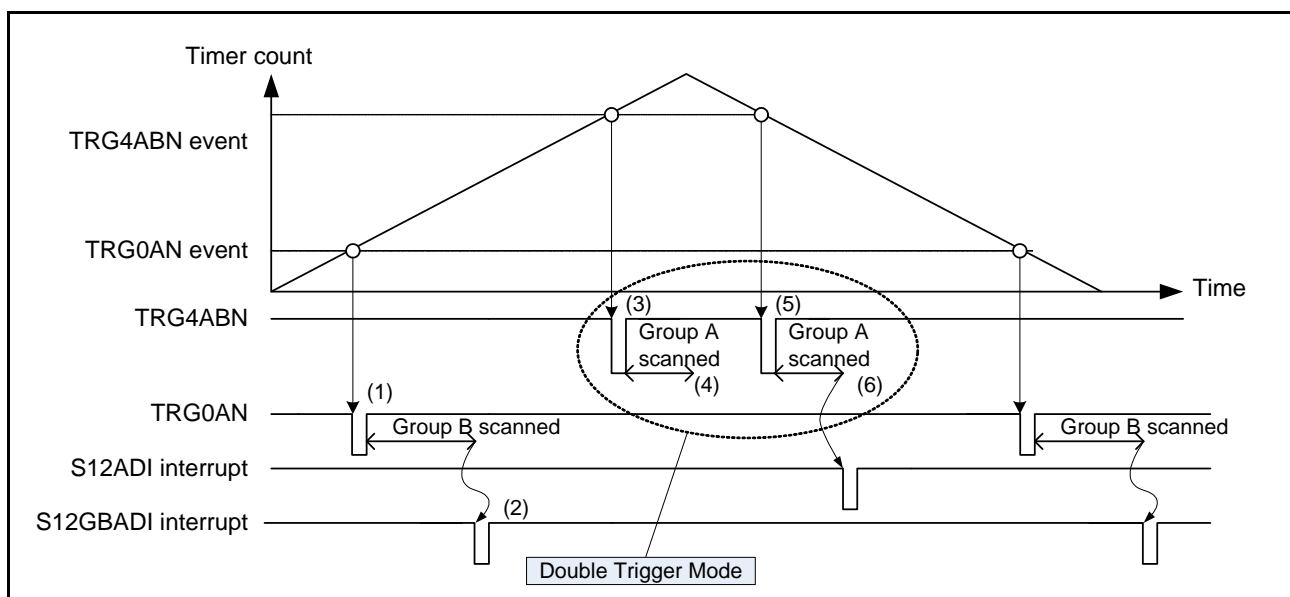 Timer count
TRG4ABN event
TRG0AN event
Time
TRG4ABN
(3)
Group A
scanned
(4)
(5)
Group A
scanned
(6)
TRG0AN
(1)
Group B scanned
Group B scanned
S12ADI interrupt
S12GBADI interrupt
(2)
Double Trigger Mode